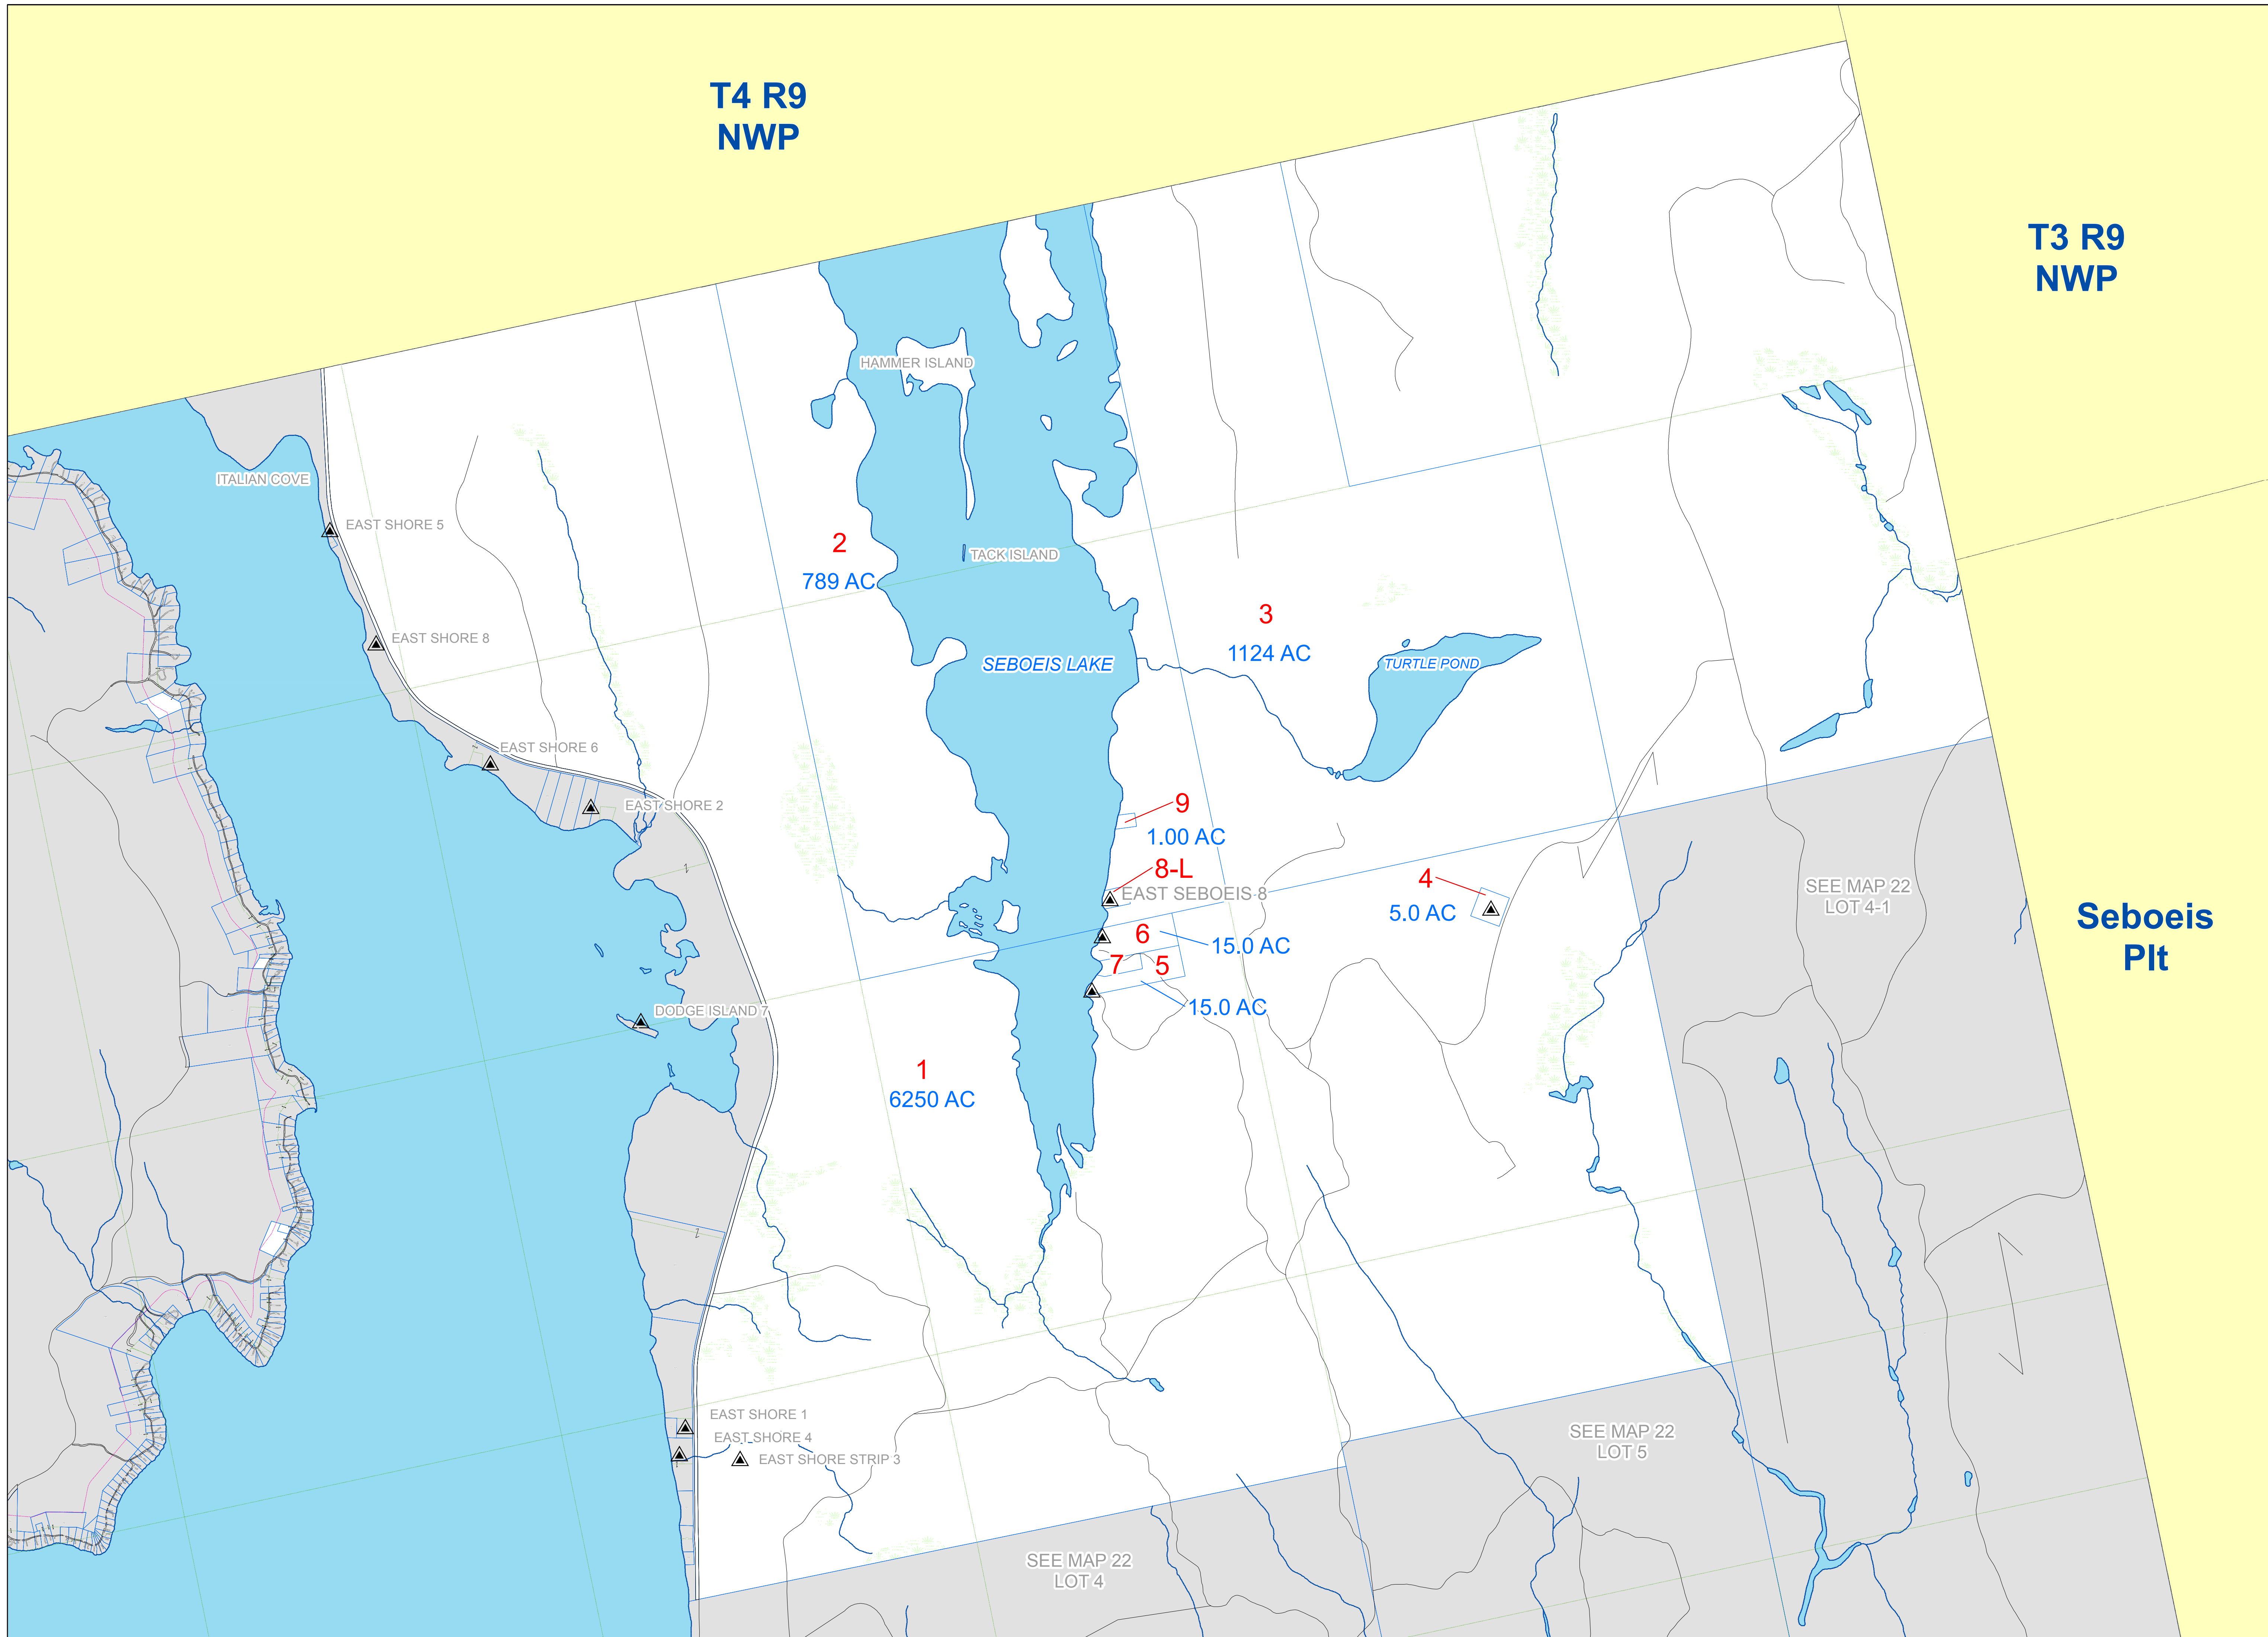 T4 R9
NWP
T3 R9
NWP
HAMMER ISLAND
ITALIAN COVE
EAST SHORE 5
2
789 AC
TACK ISLAND
3
1124 AC
EAST SHORE 8
SEBOEIS LAKE
TURTLE POND
EAST SHORE 6
EAST SHORE 2
9
1.00 AC
8-L
EAST SEBOEIS 8
4
5.0 AC
SEE MAP 22
LOT 4-1
Seboeis
Plt
6
15.0 AC
7
5
15.0 AC
DODGE ISLAND 7
1
6250 AC
EAST SHORE 1
EAST SHORE 4
EAST SHORE STRIP 3
SEE MAP 22
LOT 5
SEE MAP 22
LOT 4